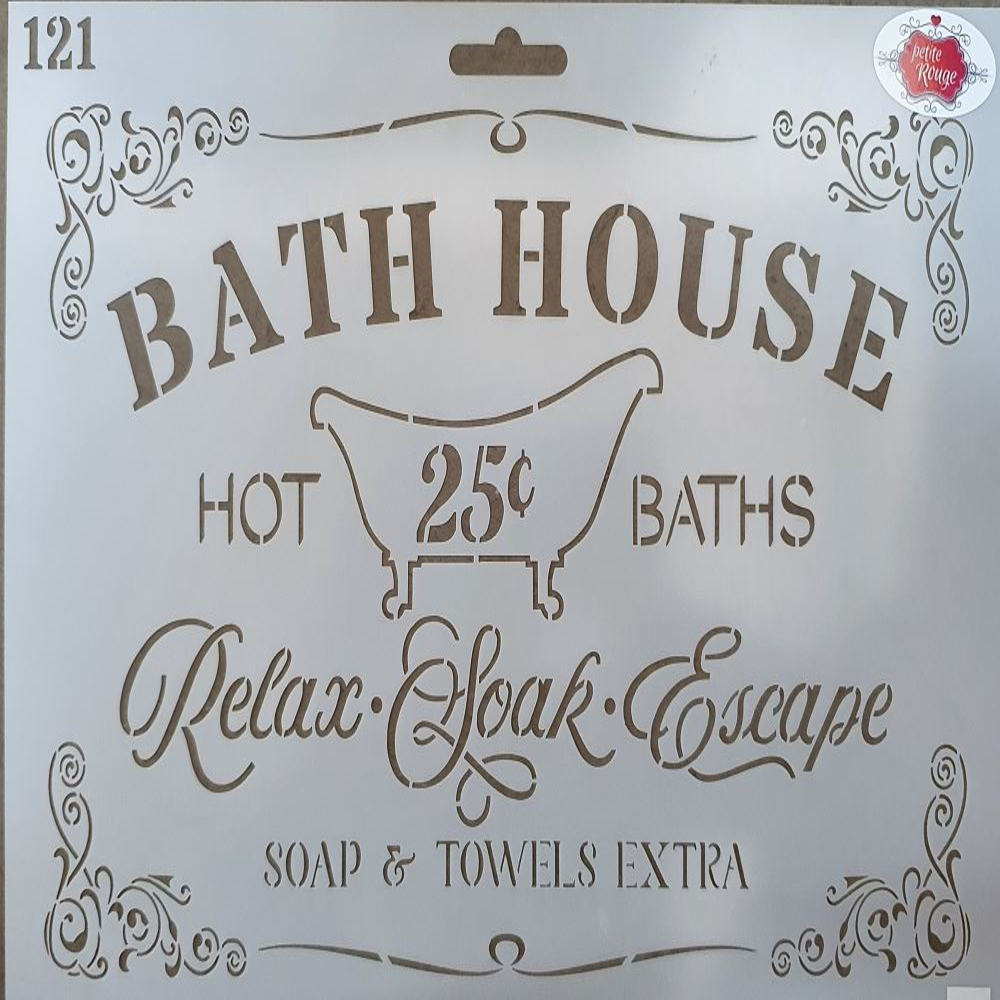 121
petite
Rouge
BATH HOUSE
HOT 25¢ BATHS
Relax·Soak·Escape
SOAP & TOWELS EXTRA